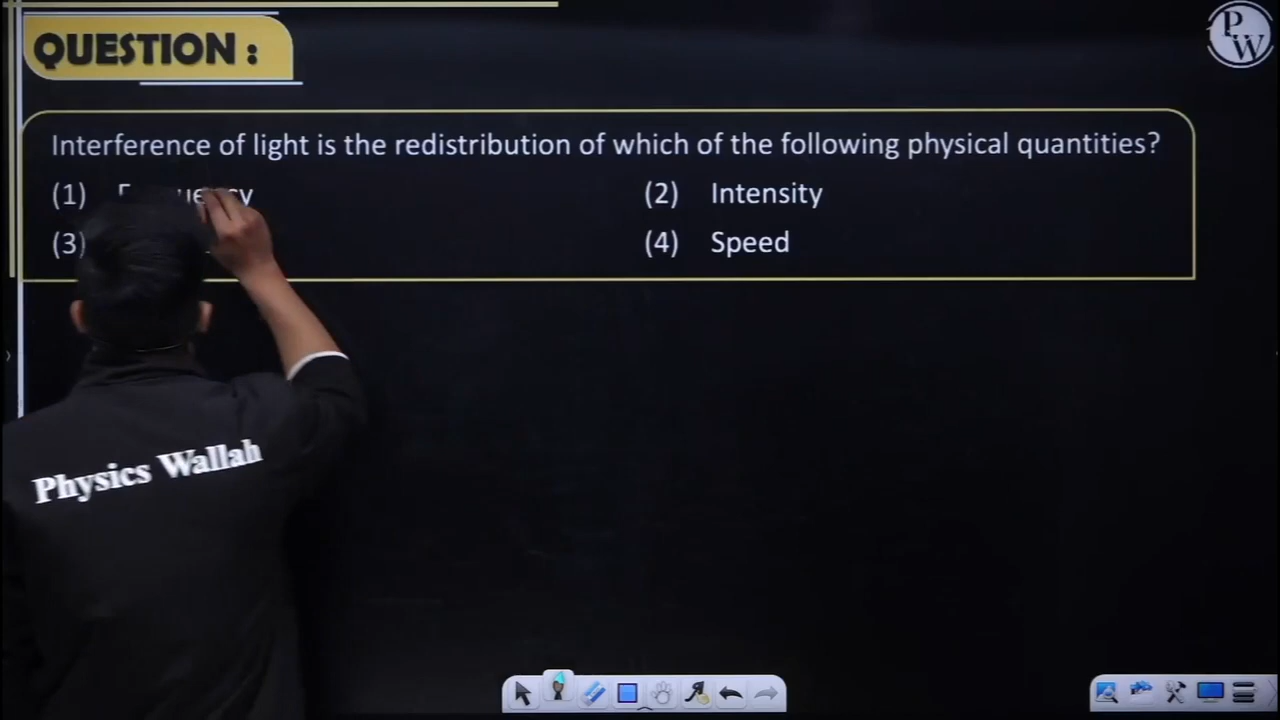 QUESTION :
PW
Interference of light is the redistribution of which of the following physical quantities?
(1)
(2) Intensity
(3)
(4) Speed
Physics Wallah